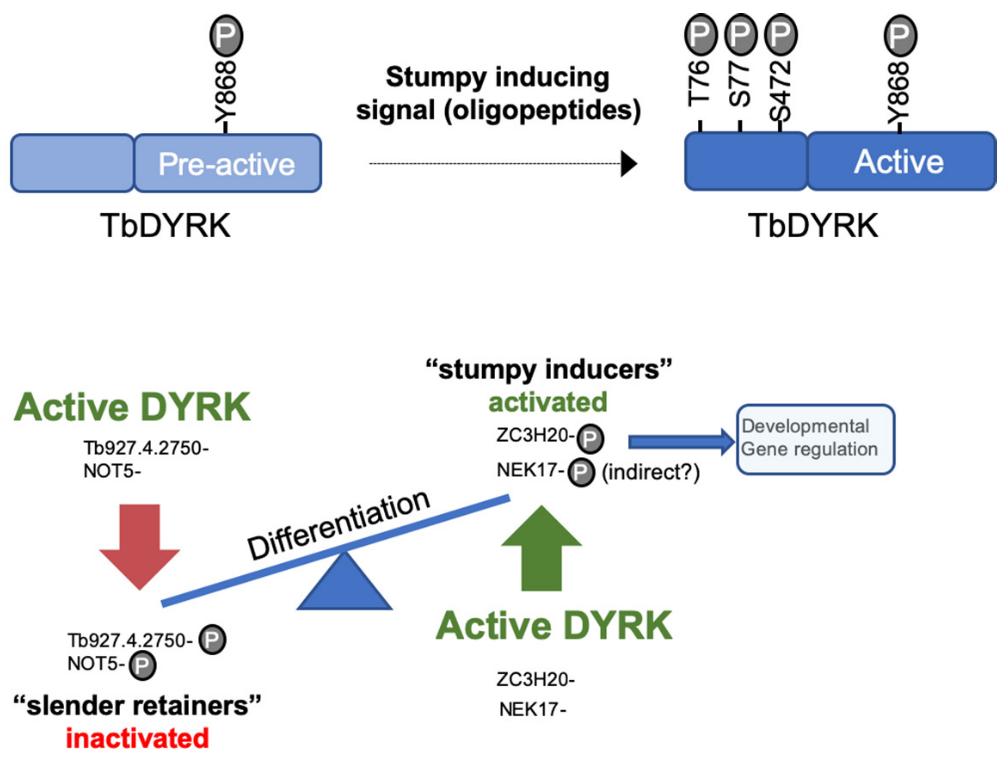 P
Y868
Pre-active
TbDYRK
Stumpy inducing
signal (oligopeptides)
P P P P
T76 S77 S472 Y868
Active
TbDYRK
Active DYRK
Tb927.4.2750-
NOT5-
"stumpy inducers"
activated
ZC3H20- P
NEK17- P (indirect?)
Developmental
Gene regulation
Differentiation
Tb927.4.2750- P
NOT5- P
"slender retainers"
inactivated
Active DYRK
ZC3H20-
NEK17-